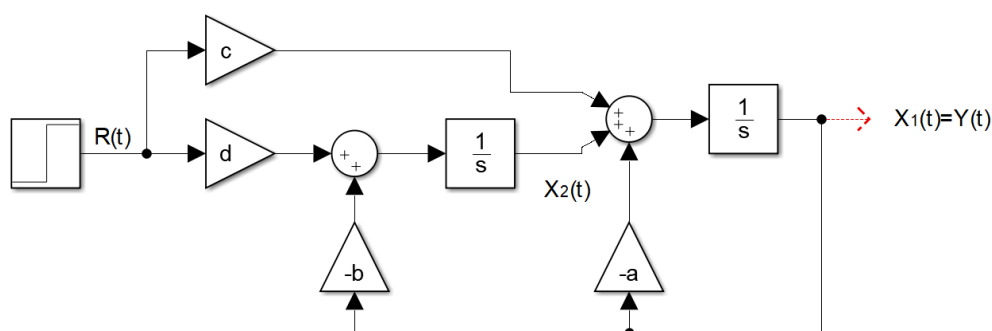 c
R(t)
d
+
+
1
s
X2(t)
+
+
+
1
s
X1(t)=Y(t)
-b
-a